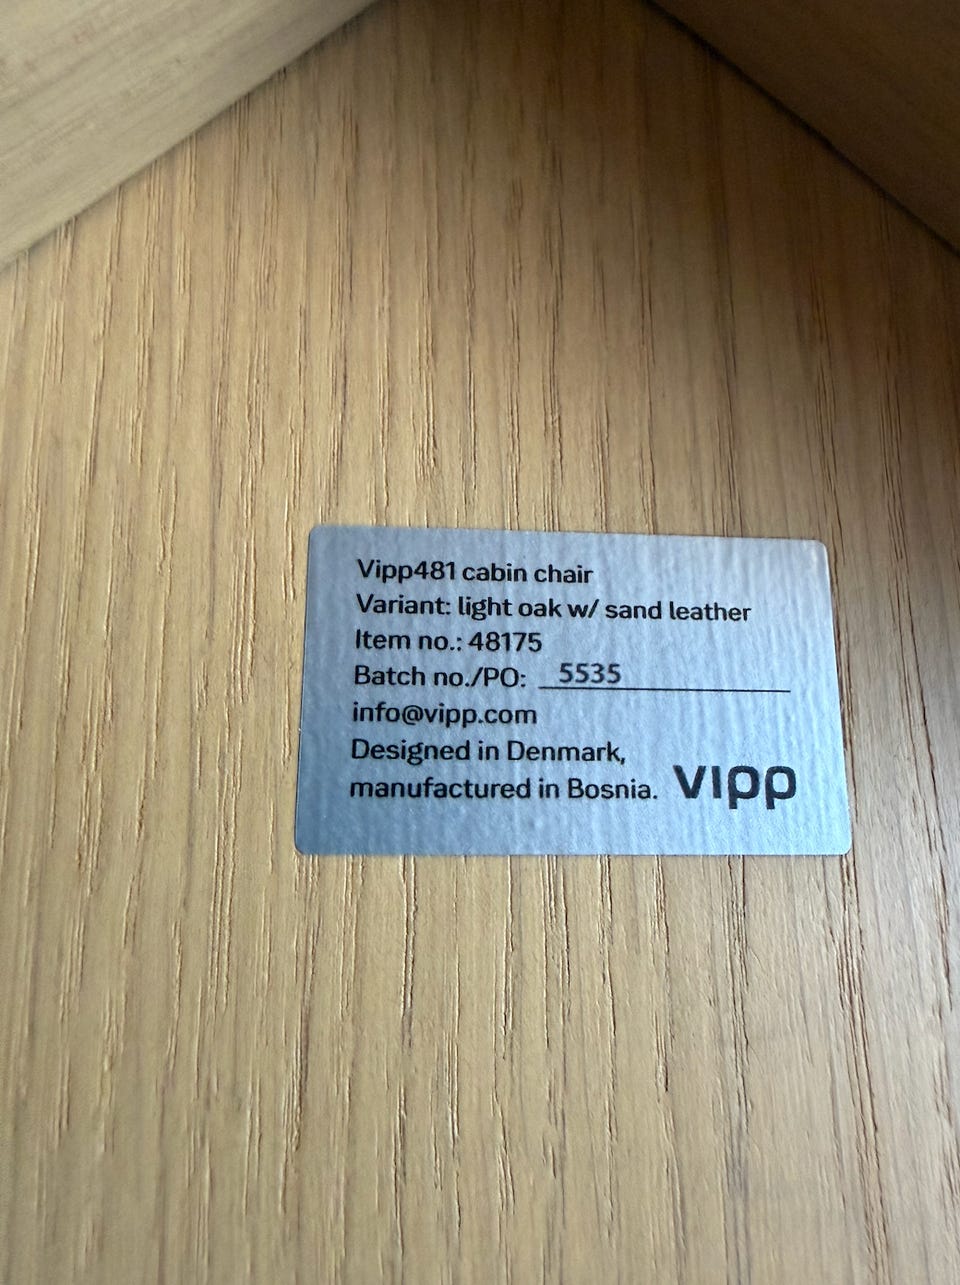 Vipp481 cabin chair
Variant: light oak w/ sand leather
Item no.: 48175
Batch no./PO: 5535
info@vipp.com
Designed in Denmark,
manufactured in Bosnia.
vipp